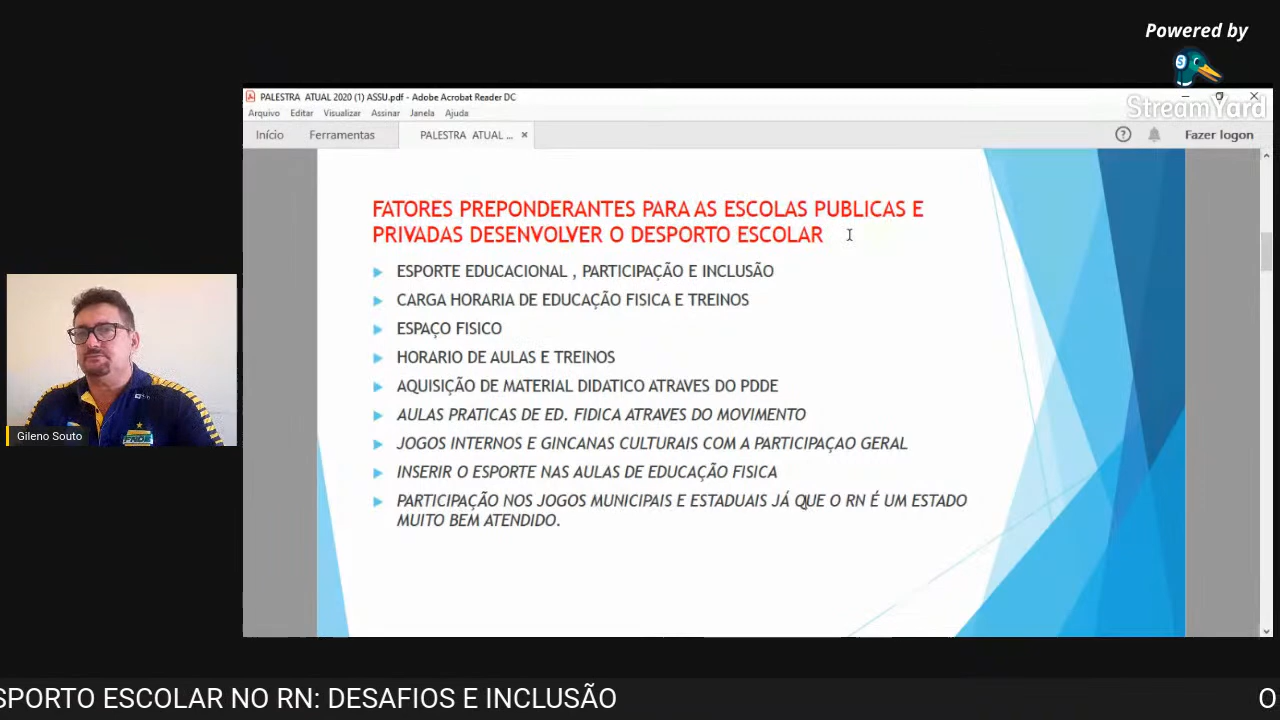 Powered by
S
StreamYard
PALESTRA ATUAL 2020 (1) ASSU.pdf - Adobe Acrobat Reader DC
Arquivo Editar Visualizar Assinar Janela Ajuda
Início Ferramentas PALESTRA ATUAL ... × Fazer logon
FATORES PREPONDERANTES PARA AS ESCOLAS PUBLICAS E
PRIVADAS DESENVOLVER O DESPORTO ESCOLAR
ESPORTE EDUCACIONAL , PARTICIPAÇÃO E INCLUSÃO
CARGA HORARIA DE EDUCAÇÃO FISICA E TREINOS
ESPAÇO FISICO
HORARIO DE AULAS E TREINOS
AQUISIÇÃO DE MATERIAL DIDATICO ATRAVES DO PDDE
AULAS PRATICAS DE ED. FIDICA ATRAVES DO MOVIMENTO
JOGOS INTERNOS E GINCANAS CULTURAIS COM A PARTICIPAÇAO GERAL
INSERIR O ESPORTE NAS AULAS DE EDUCAÇÃO FISICA
PARTICIPAÇÃO NOS JOGOS MUNICIPAIS E ESTADUAIS JÁ QUE O RN É UM ESTADO
MUITO BEM ATENDIDO.
Gileno Souto
SPORTO ESCOLAR NO RN: DESAFIOS E INCLUSÃO O